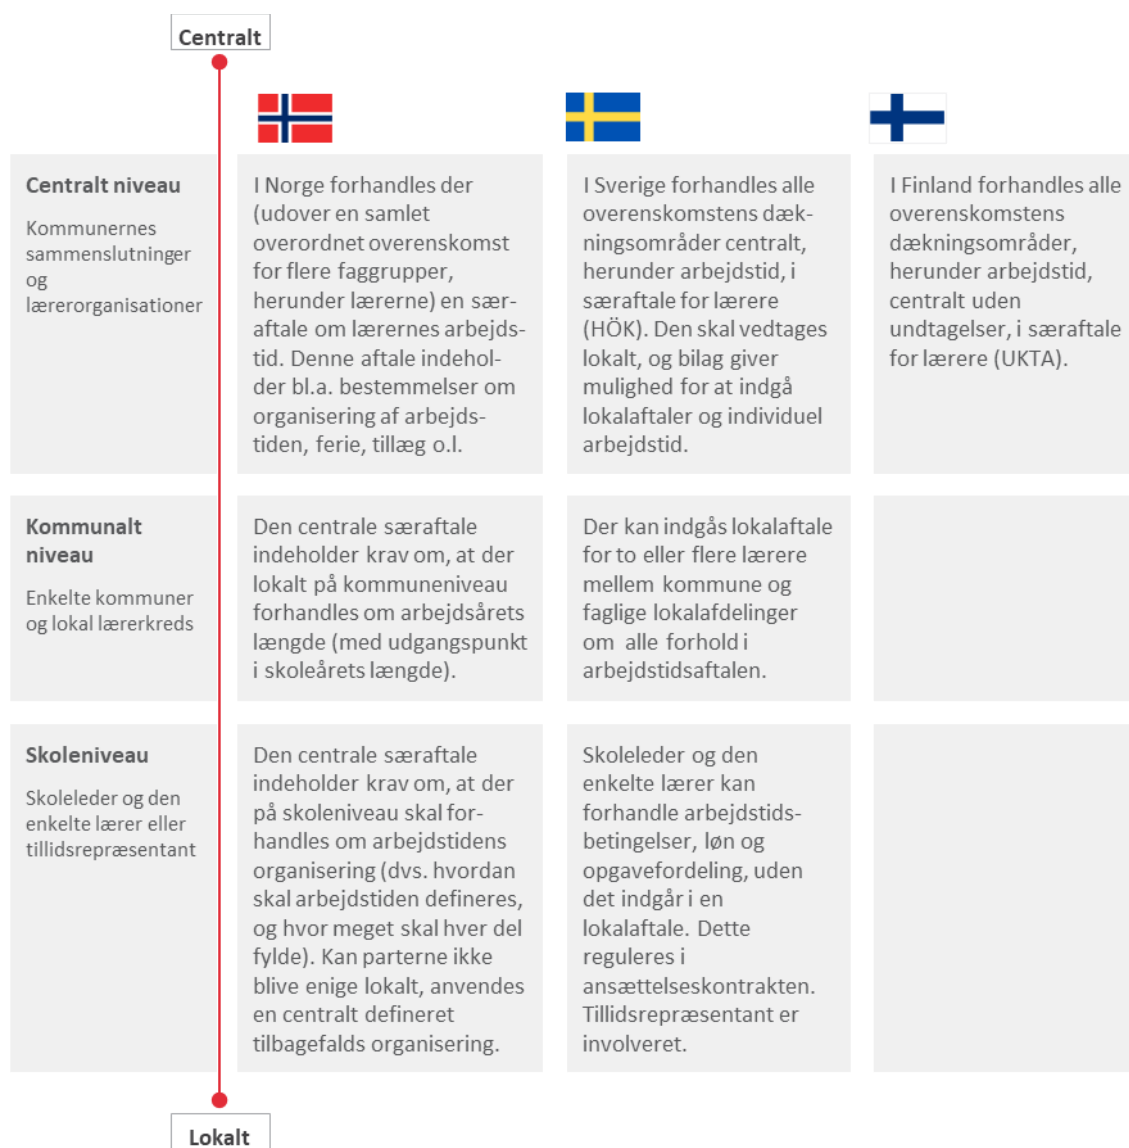 Centralt
Centralt niveau
Kommunernes
sammenslutninger
og
lærerorganisationer
I Norge forhandles der
(udover en samlet
overordnet overenskomst
for flere faggrupper,
herunder lærerne) en sær-
aftale om lærernes arbejds-
tid. Denne aftale indehol-
der bl.a. bestemmelser om
organisering af arbejds-
tiden, ferie, tillæg o.l.
I Sverige forhandles alle
overenskomstens dæk-
ningsområder centralt,
herunder arbejdstid, i
særaftale for lærere
(HÖK). Den skal vedtages
lokalt, og bilag giver
mulighed for at indgå
lokalaftaler og individuel
arbejdstid.
I Finland forhandles alle
overenskomstens
dækningsområder,
herunder arbejdstid,
centralt uden
undtagelser, i særaftale
for lærere (UKTA).
Kommunalt
niveau
Enkelte kommuner
og lokal lærerkreds
Den centrale særaftale
indeholder krav om, at der
lokalt på kommuneniveau
forhandles om arbejdsårets
længde (med udgangspunkt
i skoleårets længde).
Der kan indgås lokalaftale
for to eller flere lærere
mellem kommune og
faglige lokalafdelinger
om alle forhold i
arbejdstidsaftalen.
Skoleniveau
Skoleleder og den
enkelte lærer eller
tillidsrepræsentant
Den centrale særaftale
indeholder krav om, at der
på skoleniveau skal for-
handles om arbejdstidens
organisering (dvs. hvordan
skal arbejdstiden defineres,
og hvor meget skal hver del
fylde). Kan parterne ikke
blive enige lokalt, anvendes
en centralt defineret
tilbagefalds organisering.
Skoleleder og den
enkelte lærer kan
forhandle arbejdstids-
betingelser, løn og
opgavefordeling, uden
det indgår i en
lokalaftale. Dette
reguleres i
ansættelseskontrakten.
Tillidsrepræsentant er
involveret.
Lokalt